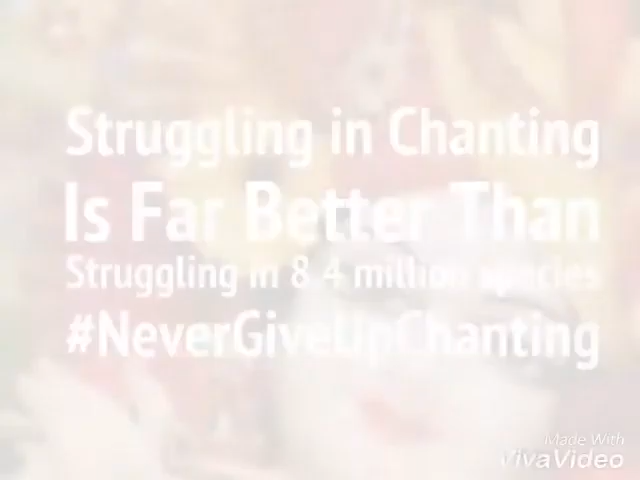 Struggling in Chanting
Is Far Better Than
Struggling in 8 4 million species
#NeverGiveUpChanting
Made With
VivaVideo